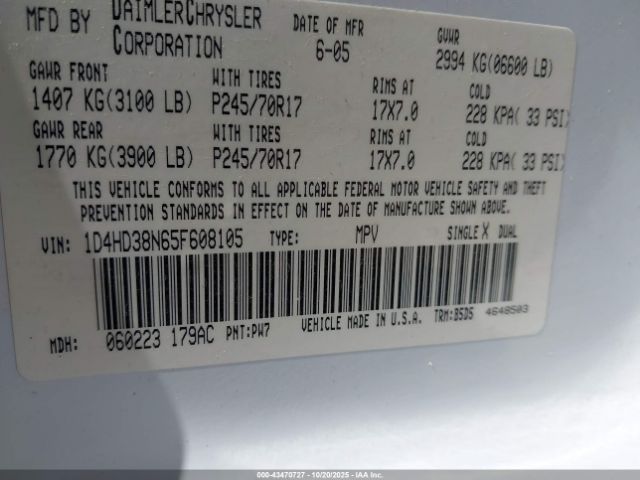 MFD BY DAIMLERCHRYSLER CORPORATION
DATE OF MFR 6-05
GVWR 2994 KG(06600 LB)
GAWR FRONT WITH TIRES RIMS AT COLD
1407 KG(3100 LB) P245/70R17 17X7.0 228 KPA( 33 PSI)
GAWR REAR WITH TIRES RIMS AT COLD
1770 KG(3900 LB) P245/70R17 17X7.0 228 KPA( 33 PSI)
THIS VEHICLE CONFORMS TO ALL APPLICABLE FEDERAL MOTOR VEHICLE SAFETY AND THEFT
PREVENTION STANDARDS IN EFFECT ON THE DATE OF MANUFACTURE SHOWN ABOVE.
VIN: 1D4HD38N65F608105 TYPE: MPV SINGLE X DUAL
MDH: 060223 179AC PNT:PW7 VEHICLE MADE IN U.S.A. TRM:B5D5 4648503
000-43470727 - 10/20/2025 - IAAI.COM